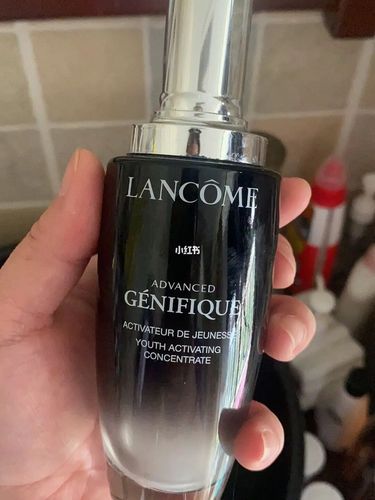 LANCÔME
小红书
ADVANCED
GÉNIFIQUE
ACTIVATEUR DE JEUNESSE
YOUTH ACTIVATING
CONCENTRATE